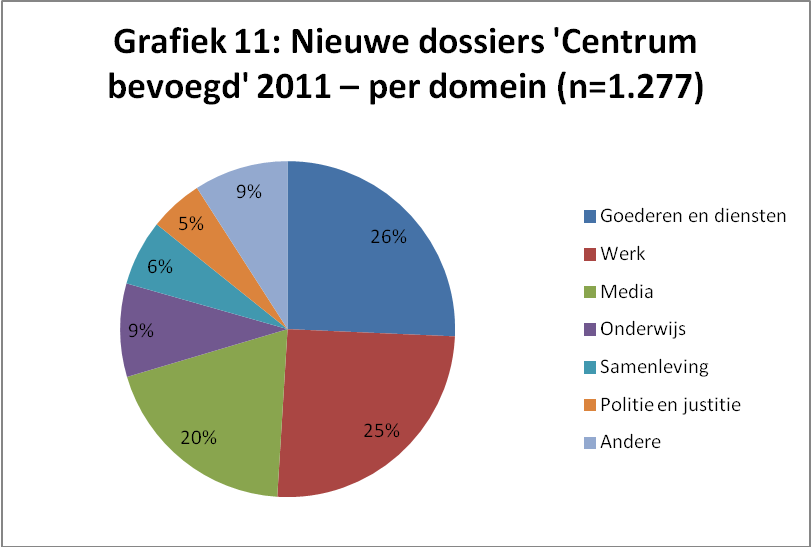 Grafiek 11: Nieuwe dossiers 'Centrum
bevoegd' 2011 – per domein (n=1.277)
9%
5%
26%
6%
9%
20%
25%
Goederen en diensten
Werk
Media
Onderwijs
Samenleving
Politie en justitie
Andere